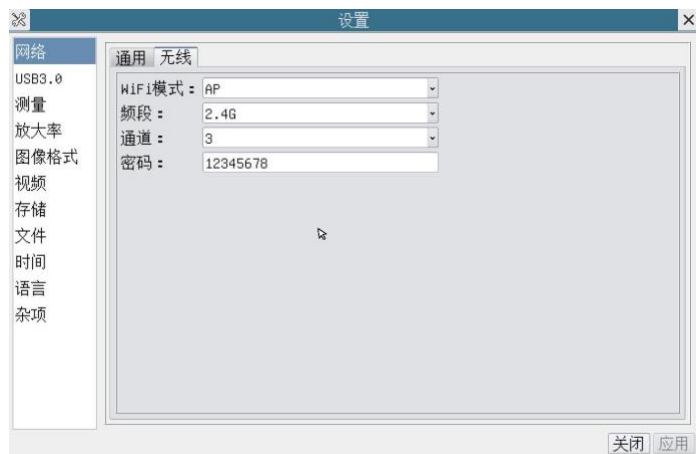 设置
网络
USB3.0
测量
放大率
图像格式
视频
存储
文件
时间
语言
杂项
通用 无线
WiFi模式: AP
频段: 2.4G
通道: 3
密码: 12345678
关闭 应用